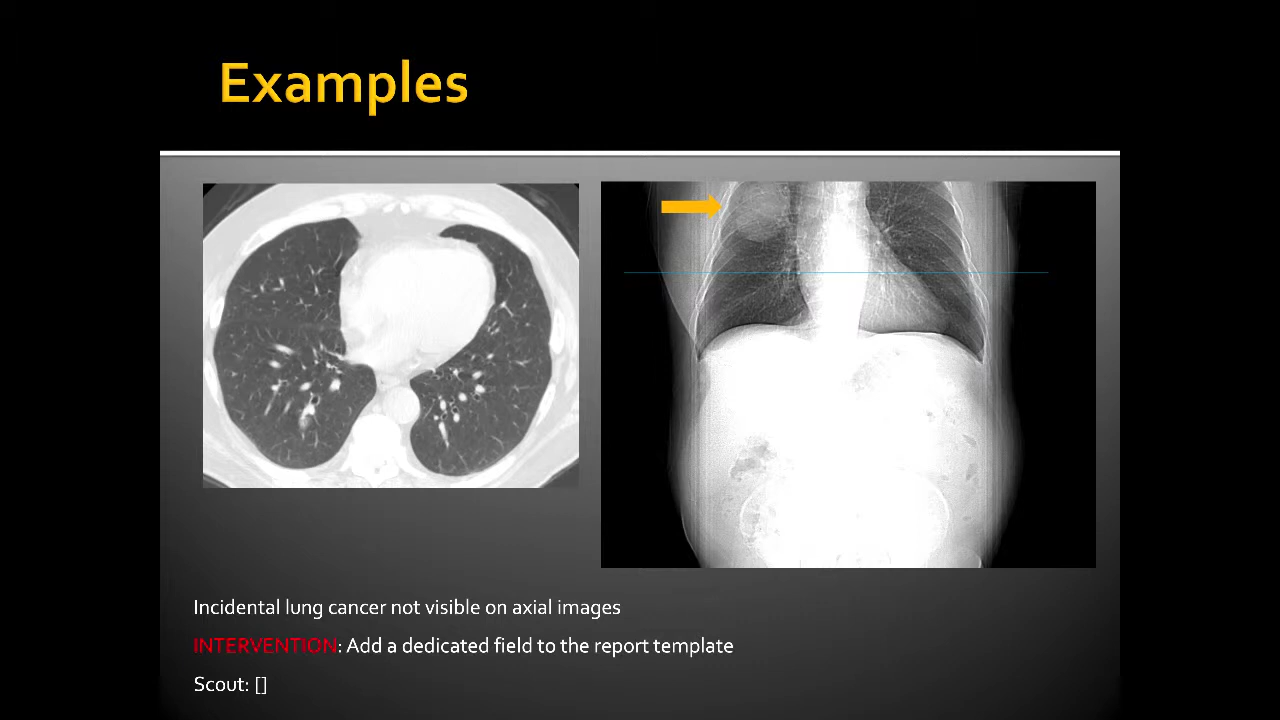 Examples
Incidental lung cancer not visible on axial images
INTERVENTION: Add a dedicated field to the report template
Scout: []